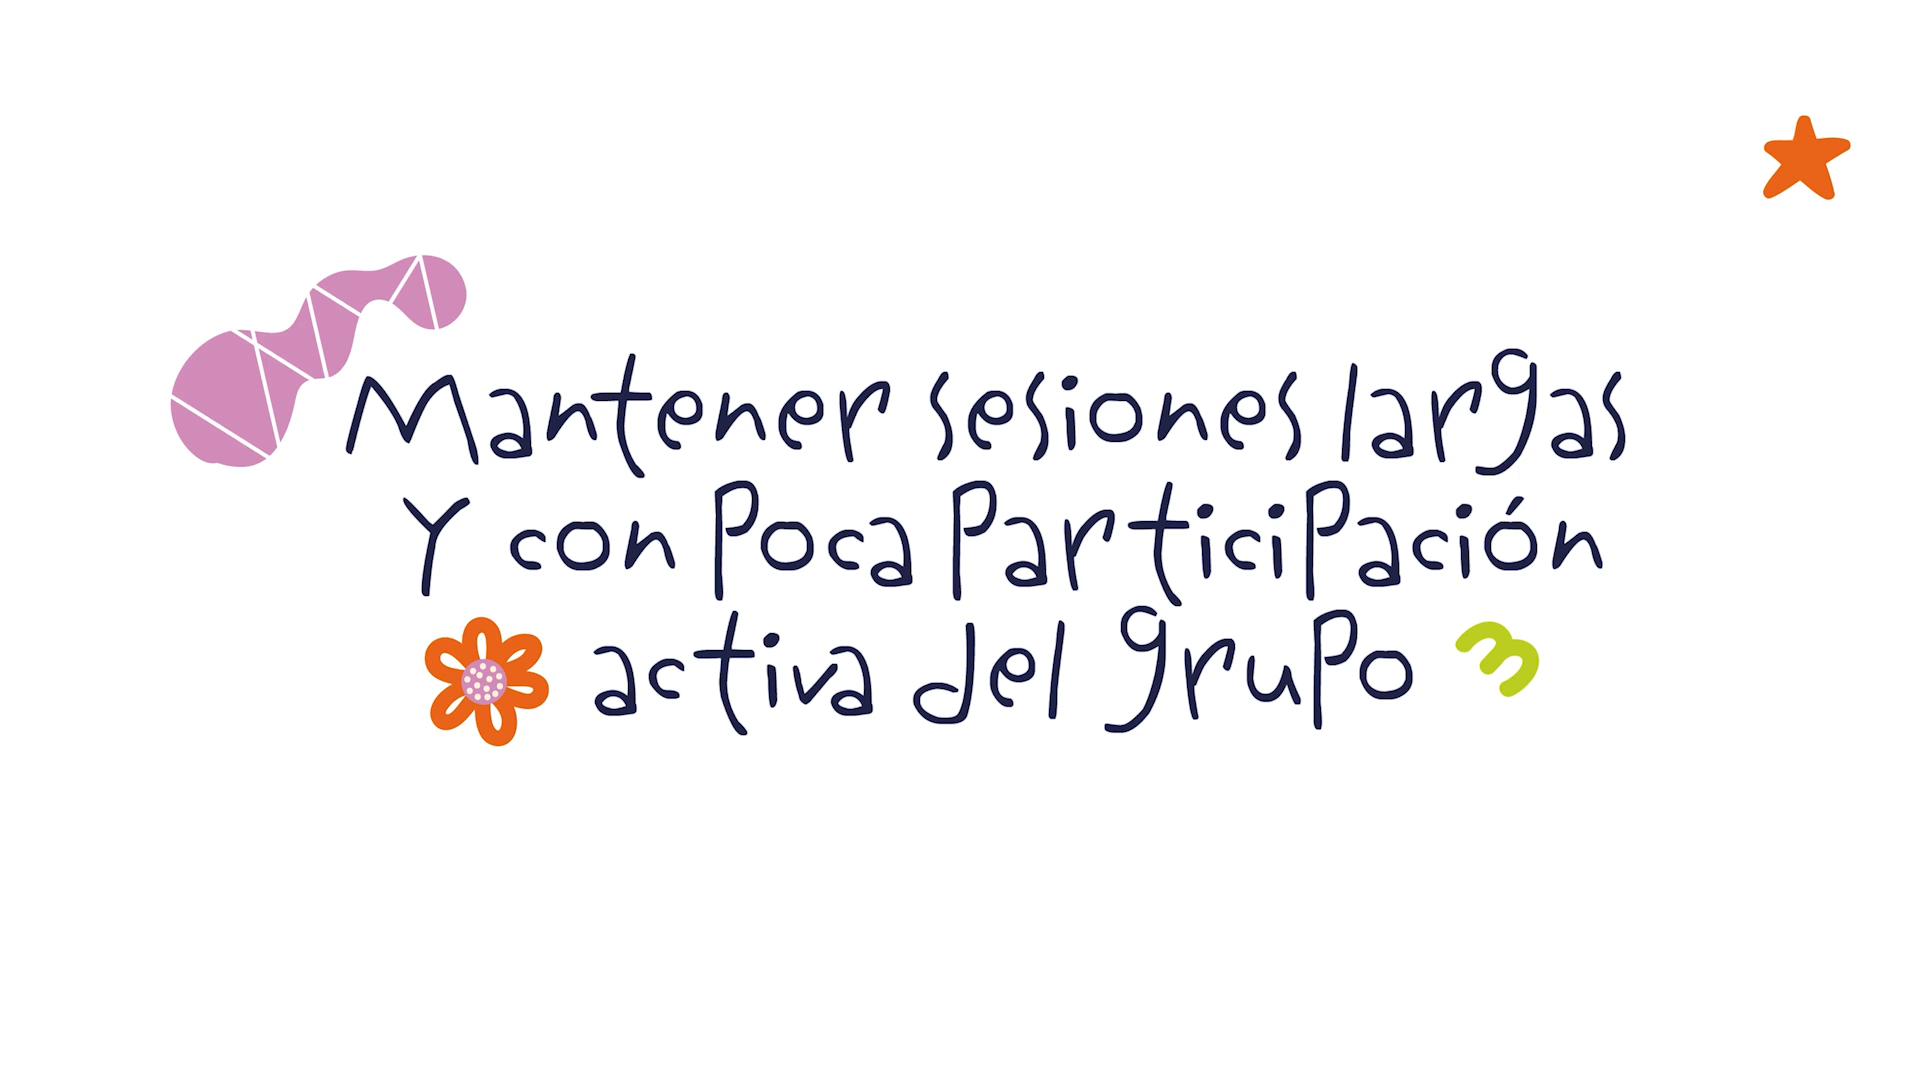 Mantener sesiones largas
Y con poca participación
activa del grupo